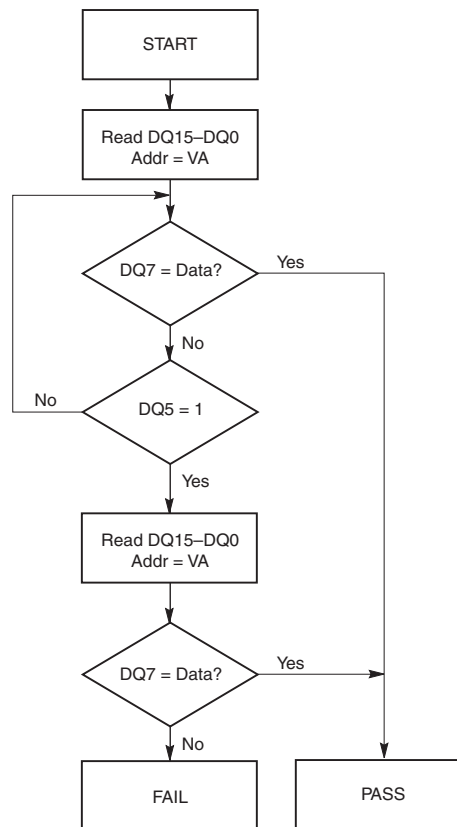 START
Read DQ15–DQ0
Addr = VA
DQ7 = Data?
Yes
No
No
DQ5 = 1
Yes
Read DQ15–DQ0
Addr = VA
DQ7 = Data?
Yes
No
FAIL
PASS